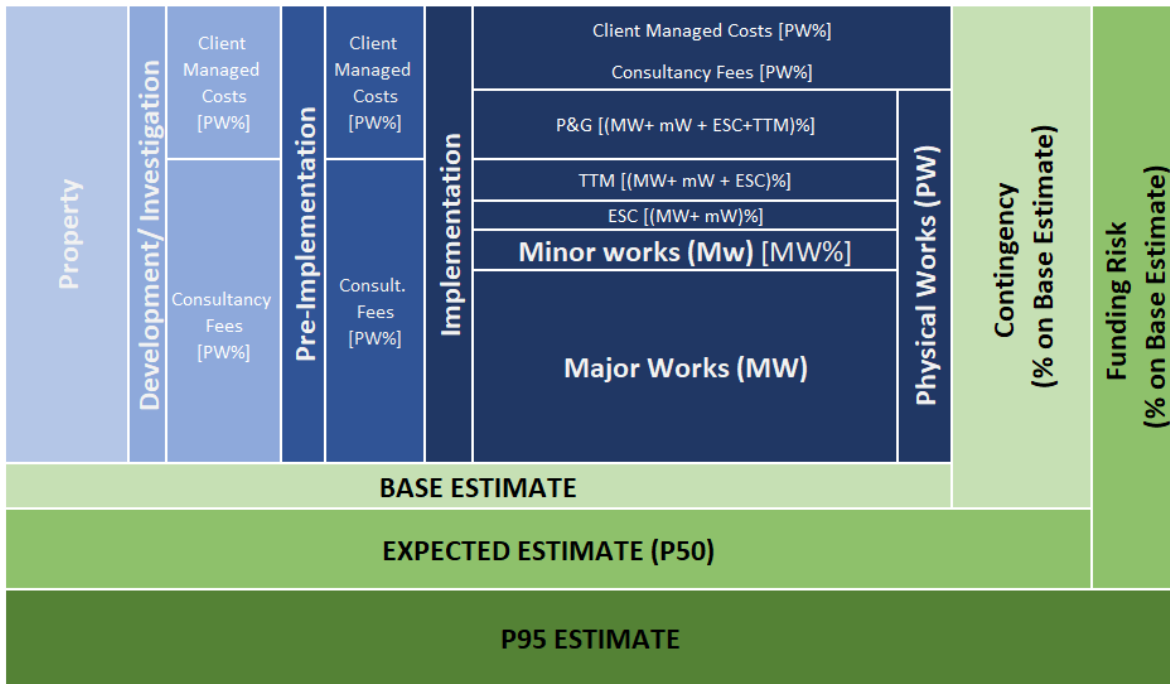 Property
Development/ Investigation
Client
Managed
Costs
[PW%]
Consultancy
Fees
[PW%]
Pre-Implementation
Client
Managed
Costs
[PW%]
Consult.
Fees
[PW%]
Implementation
Client Managed Costs [PW%]
Consultancy Fees [PW%]
P&G [(MW+ mW + ESC+TTM)%]
TTM [(MW+ mW + ESC)%]
ESC [(MW+ mW)%]
Minor works (Mw) [MW%]
Major Works (MW)
Physical Works (PW)
Contingency
(% on Base Estimate)
Funding Risk
(% on Base Estimate)
BASE ESTIMATE
EXPECTED ESTIMATE (P50)
P95 ESTIMATE